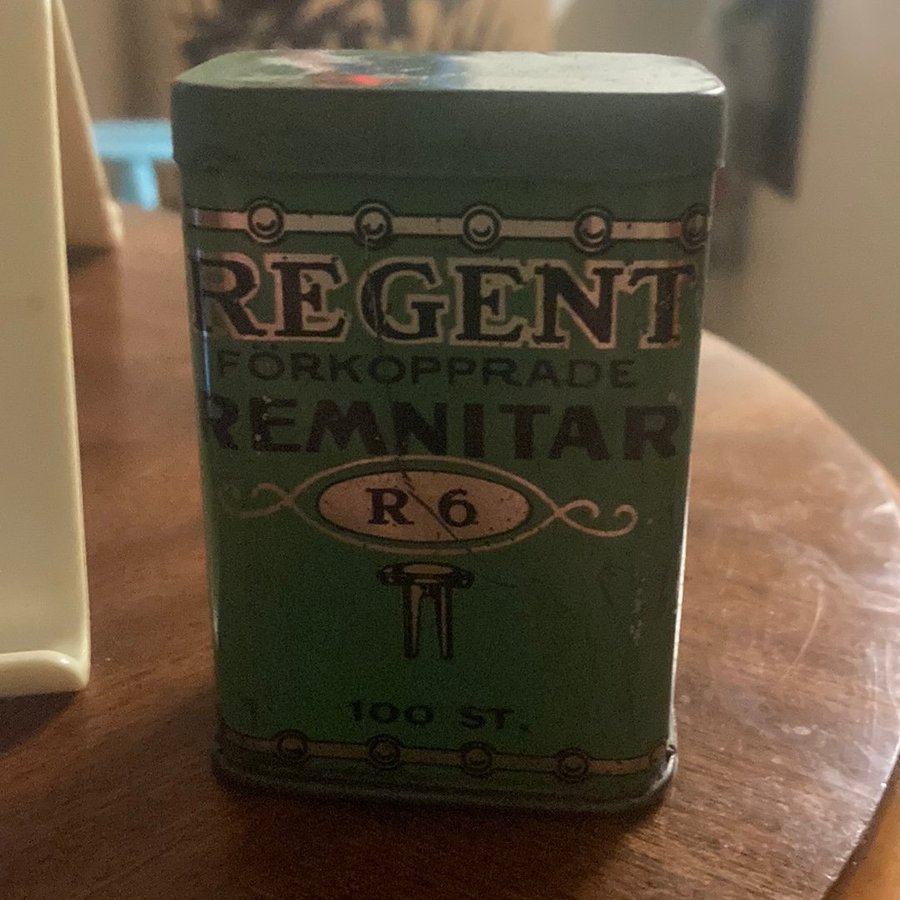 REGENT
FÖRKOPPRADE
REMNITAR
R 6
100 ST.